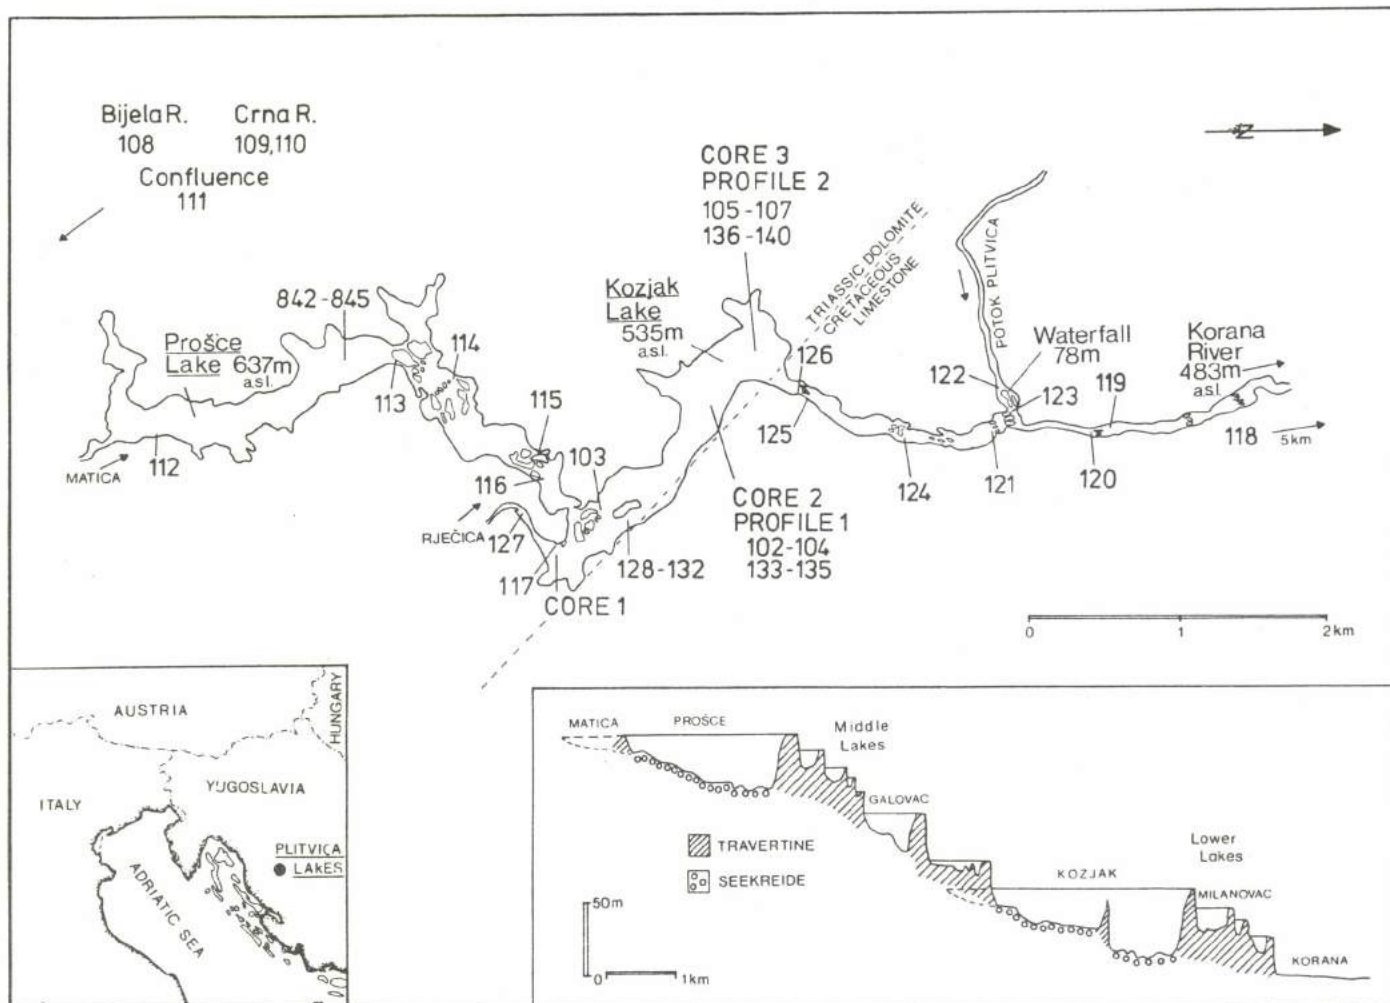 Bijela R. Crna R.
108 109,110
Confluence
111
N
CORE 3
PROFILE 2
105-107
136-140
TRIASSIC DOLOMITE
CRETACEOUS
LIMESTONE
POTOK PLITVICA
842-845
Kozjak
Lake
535m
a.s.l.
Prošće
Lake 637m
a.s.l.
114
113
115
103
116
112
MATICA
RJEČICA
127
117
CORE 1
128-132
CORE 2
PROFILE 1
102-104
133-135
126
125
124
122
Waterfall
78m
123
121
119
120
Korana
River
483m
a.s.l.
118
5km
0 1 2km
AUSTRIA
HUNGARY
ITALY
YUGOSLAVIA
PLITVICA
LAKES
ADRIATIC SEA
MATICA
PROŠĆE
Middle
Lakes
GALOVAC
TRAVERTINE
SEEKREIDE
KOZJAK
Lower
Lakes
MILANOVAC
KORANA
50m
0
1km